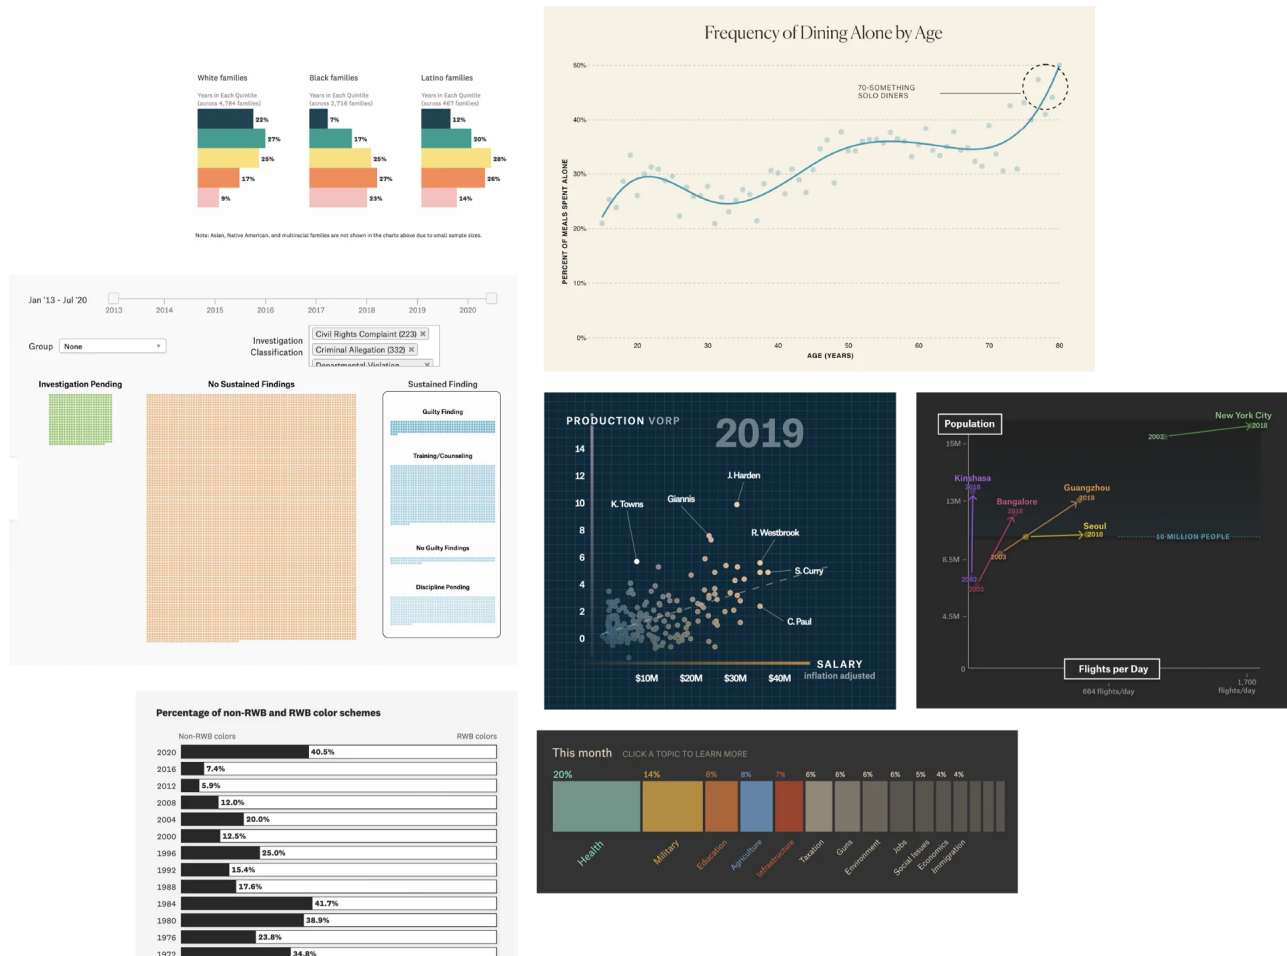 White families
Years in Each Quintile
(across 4,784 families)
22%
27%
25%
17%
9%
Black families
Years in Each Quintile
(across 2,716 families)
7%
17%
25%
27%
23%
Latino families
Years in Each Quintile
(across 467 families)
12%
20%
28%
26%
14%
Note: Asian, Native American, and multiracial families are not shown in the charts above due to small sample sizes.
Frequency of Dining Alone by Age
70-SOMETHING
SOLO DINERS
PERCENT OF MEALS SPENT ALONE
50%
40%
30%
20%
10%
0%
20
30
40
50
60
70
80
AGE (YEARS)
Jan '13 - Jul '20
2013
2014
2015
2016
2017
2018
2019
2020
Group
None
Investigation
Classification
Civil Rights Complaint (223)
Criminal Allegation (332)
Departmental Violation
Investigation Pending
No Sustained Findings
Sustained Finding
Guilty Finding
Training/Counseling
No Guilty Findings
Discipline Pending
PRODUCTION VORP
2019
14
12
10
8
6
4
2
0
J. Harden
K. Towns
Giannis
R. Westbrook
S. Curry
C. Paul
SALARY
inflation adjusted
$10M
$20M
$30M
$40M
Population
15M
13M
8.5M
4.5M
0
New York City
2003
2018
Kinshasa
2018
2003
Bangalore
2018
2003
Guangzhou
2018
2003
Seoul
2018
10 MILLION PEOPLE
Flights per Day
664 flights/day
1,700
flights/day
Percentage of non-RWB and RWB color schemes
Non-RWB colors
RWB colors
2020 40.5%
2016 7.4%
2012 5.9%
2008 12.0%
2004 20.0%
2000 12.5%
1996 25.0%
1992 15.4%
1988 17.6%
1984 41.7%
1980 38.9%
1976 23.8%
1972 34.8%
This month CLICK A TOPIC TO LEARN MORE
20%
14%
8%
8%
7%
6%
6%
6%
6%
5%
4%
4%
Health
Military
Education
Agriculture
Infrastructure
Taxation
Guns
Environment
Jobs
Social Issues
Economics
Immigration